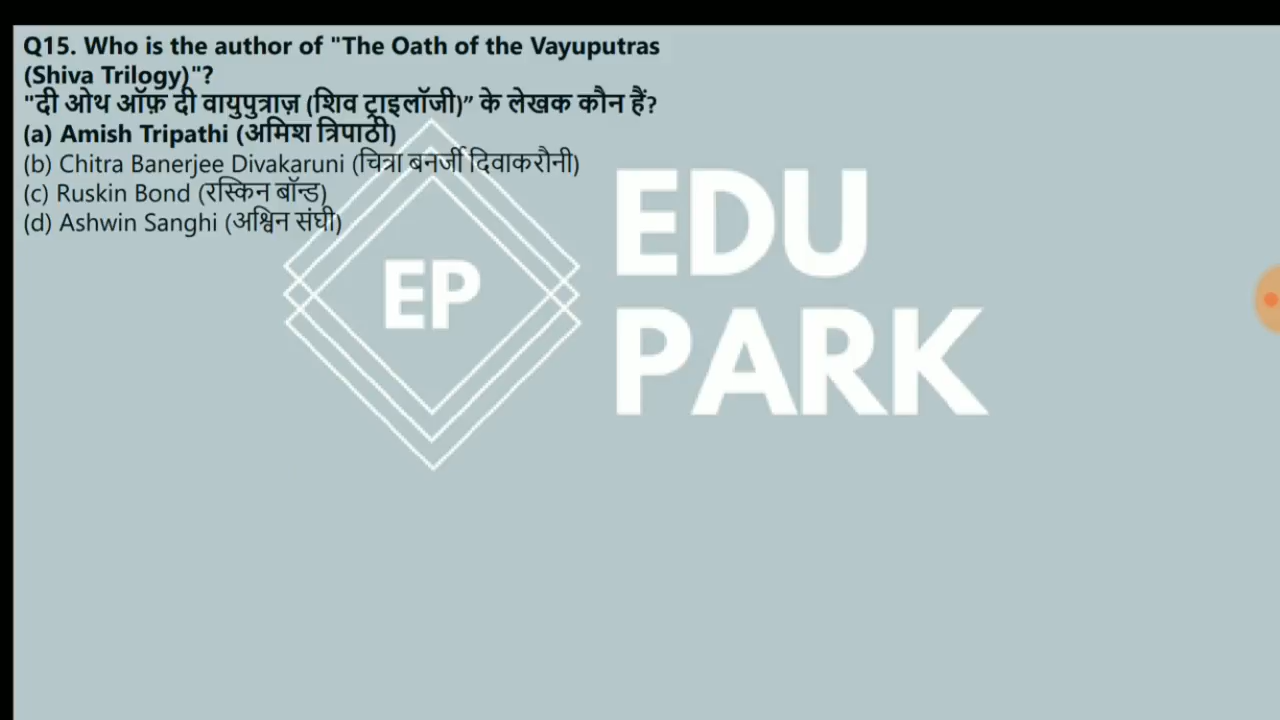 Q15. Who is the author of "The Oath of the Vayuputras
(Shiva Trilogy)"?
"दी ओथ ऑफ़ दी वायुपुत्राज़ (शिव ट्राइलॉजी)” के लेखक कौन हैं?
(a) Amish Tripathi (अमिश त्रिपाठी)
(b) Chitra Banerjee Divakaruni (चित्रा बनर्जी दिवाकरौनी)
(c) Ruskin Bond (रस्किन बॉन्ड)
(d) Ashwin Sanghi (अश्विन संघी)
EP
EDU
PARK